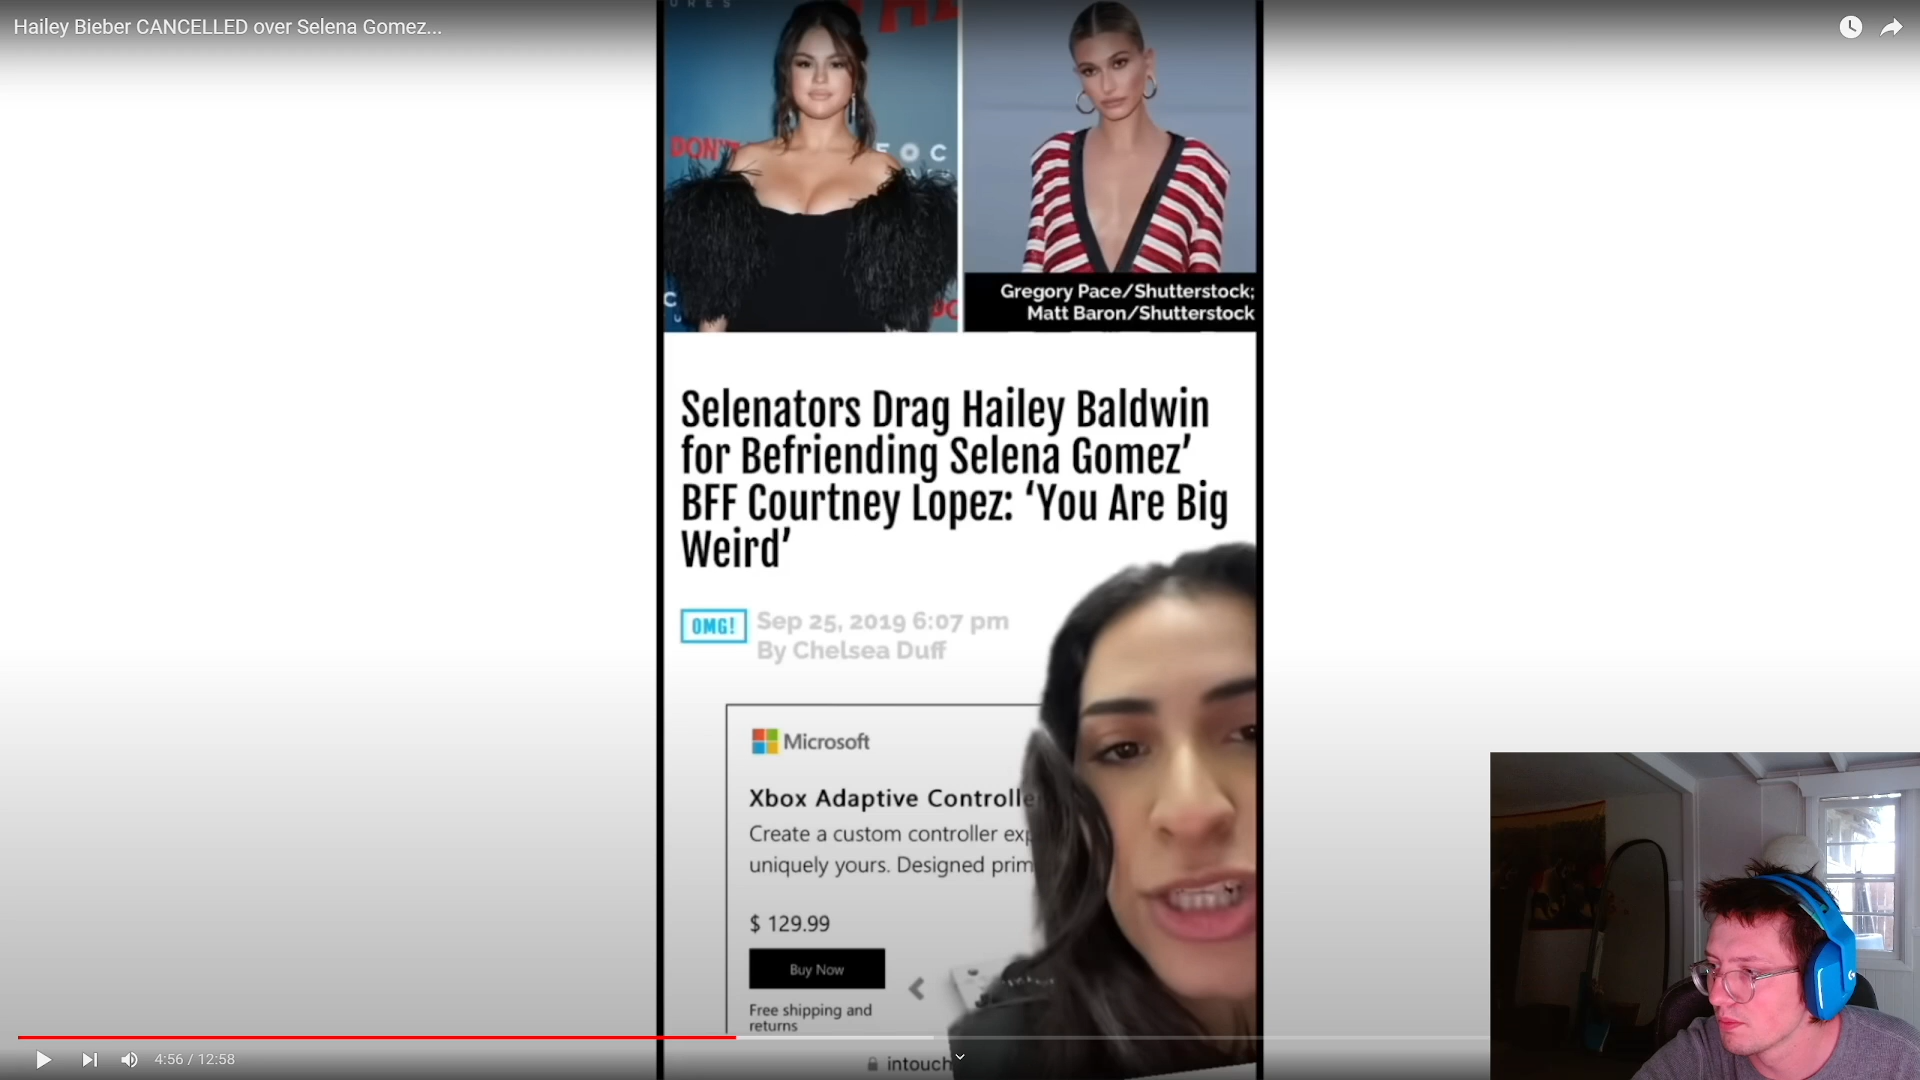 Hailey Bieber CANCELLED over Selena Gomez...
URES
DON'T
FOC
Gregory Pace/Shutterstock;
Matt Baron/Shutterstock
Selenators Drag Hailey Baldwin
for Befriending Selena Gomez’
BFF Courtney Lopez: ‘You Are Big
Weird’
OMG!
Sep 25, 2019 6:07 pm
By Chelsea Duff
Microsoft
Xbox Adaptive Controlle
Create a custom controller exp
uniquely yours. Designed prim
$ 129.99
Buy Now
Free shipping and
returns
intouch
4:56 / 12:58